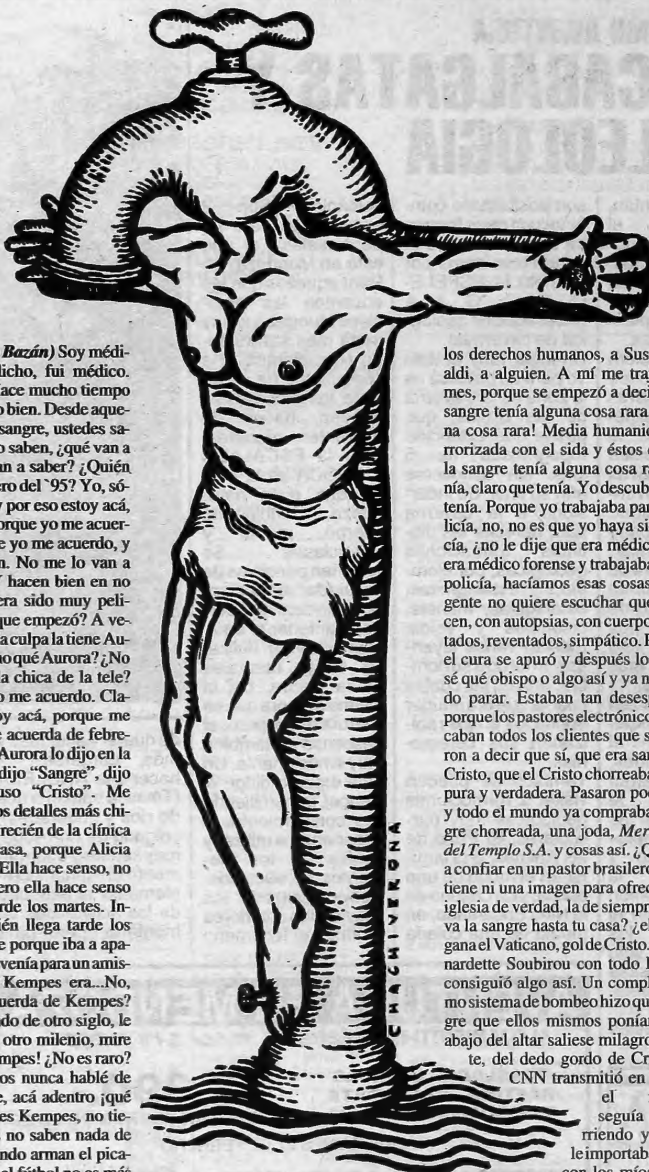 Bazán) Soy médi-
licho, fui médico.
ace mucho tiempo
o bien. Desde aque-
sangre, ustedes sa-
o saben, ¿qué van a
an a saber? ¿Quién
ero del `95? Yo, só-
y por eso estoy acá,
orque yo me acuer-
e yo me acuerdo, y
n. No me lo van a
Y hacen bien en no
era sido muy peli-
que empezó? A ve-
a culpa la tiene Au-
no qué Aurora? ¿No
a chica de la tele?
o me acuerdo. Cla-
oy acá, porque me
e acuerda de febre-
Aurora lo dijo en la
dijo “Sangre”, dijo
uso “Cristo”. Me
os detalles más chi-
recién de la clínica
asa, porque Alicia
Ella hace senso, no
ero ella hace senso
rde los martes. In-
ién llega tarde los
e porque iba a apa-
venía para un amis-
Kempes era...No,
uerda de Kempes?
do de otro siglo, le
otro milenio, mire
mpes! ¿No es raro?
os nunca hablé de
e, acá adentro ¡qué
es Kempes, no tie-
no saben nada de
ndo arman el pica-
el fútbol no es más
CHACHI VERONA
los derechos humanos, a Sus
aldi, a alguien. A mí me traj
mes, porque se empezó a deci
sangre tenía alguna cosa rara
na cosa rara! Media humanid
rrorizada con el sida y éstos
la sangre tenía alguna cosa ra
nía, claro que tenía. Yo descub
tenía. Porque yo trabajaba par
licía, no, no es que yo haya si
cía, ¿no le dije que era médic
era médico forense y trabajaba
policía, hacíamos esas cosas
gente no quiere escuchar que
cen, con autopsias, con cuerpo
tados, reventados, simpático. P
el cura se apuró y después lo
sé qué obispo o algo así y ya n
do parar. Estaban tan deses
porque los pastores electrónico
caban todos los clientes que s
ron a decir que sí, que era san
Cristo, que el Cristo chorreaba
pura y verdadera. Pasaron poc
y todo el mundo ya compraba
gre chorreada, una joda, Mer
del Templo S.A. y cosas así. ¿Q
a confiar en un pastor brasilero
tiene ni una imagen para ofrec
iglesia de verdad, la de siempr
va la sangre hasta tu casa? ¿el
gana el Vaticano, gol de Cristo.
nardette Soubirou con todo l
consiguió algo así. Un compl
mo sistema de bombeo hizo qu
gre que ellos mismos ponían
abajo del altar saliese milagro
te, del dedo gordo de Cr
CNN transmitió en
el
seguía
rriendo y
le importab
con los míos